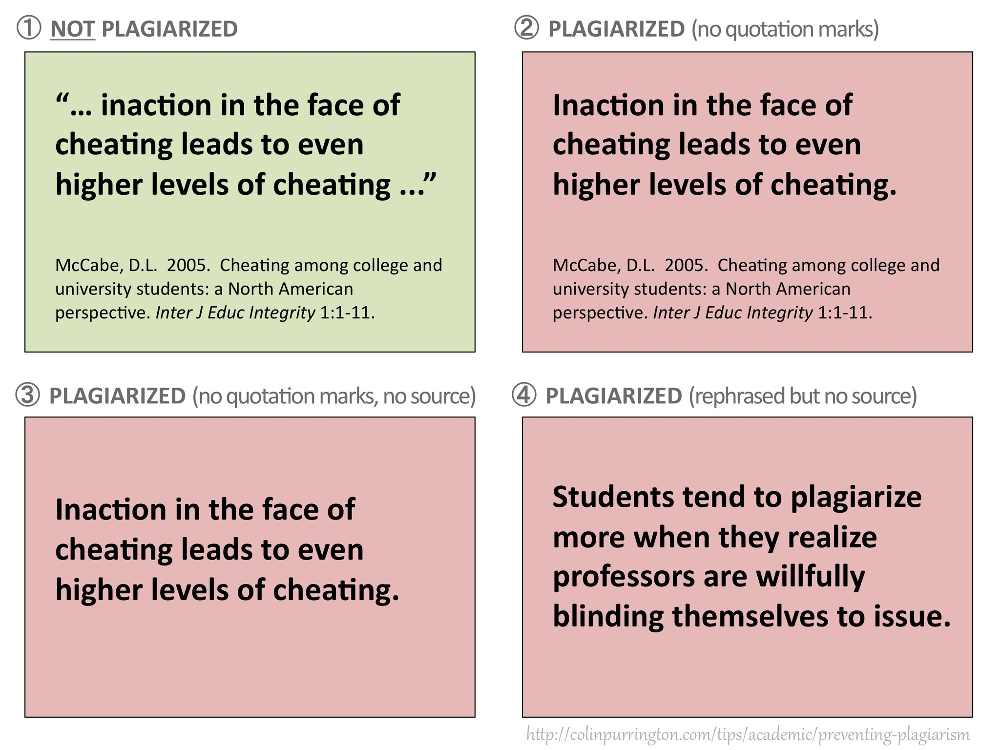 ① NOT PLAGIARIZED
“… inaction in the face of
cheating leads to even
higher levels of cheating ...”
McCabe, D.L.  2005.  Cheating among college and
university students: a North American
perspective. Inter J Educ Integrity 1:1-11.
② PLAGIARIZED (no quotation marks)
Inaction in the face of
cheating leads to even
higher levels of cheating.
McCabe, D.L.  2005.  Cheating among college and
university students: a North American
perspective. Inter J Educ Integrity 1:1-11.
③ PLAGIARIZED (no quotation marks, no source)
Inaction in the face of
cheating leads to even
higher levels of cheating.
④ PLAGIARIZED (rephrased but no source)
Students tend to plagiarize
more when they realize
professors are willfully
blinding themselves to issue.
http://colinpurrington.com/tips/academic/preventing-plagiarism